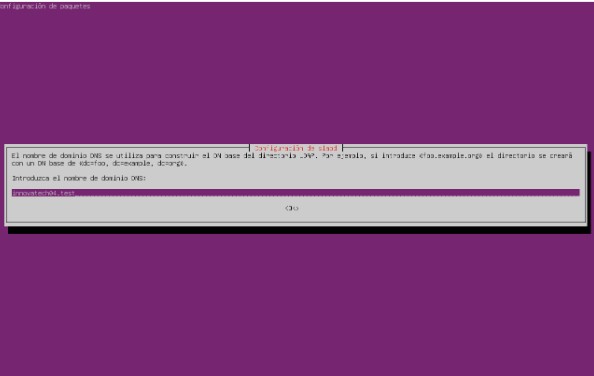 onfiguración de paquetes
Configuración de slapd
El nombre de dominio DNS se utiliza para construir el DN base del directorio LDAP. Por ejemplo, si introduce «foo.example.org» el directorio se creará
con un DN base de «dc=foo, dc=example, dc=org».
Introduzca el nombre de dominio DNS:
innovatech04.test
<Ok>